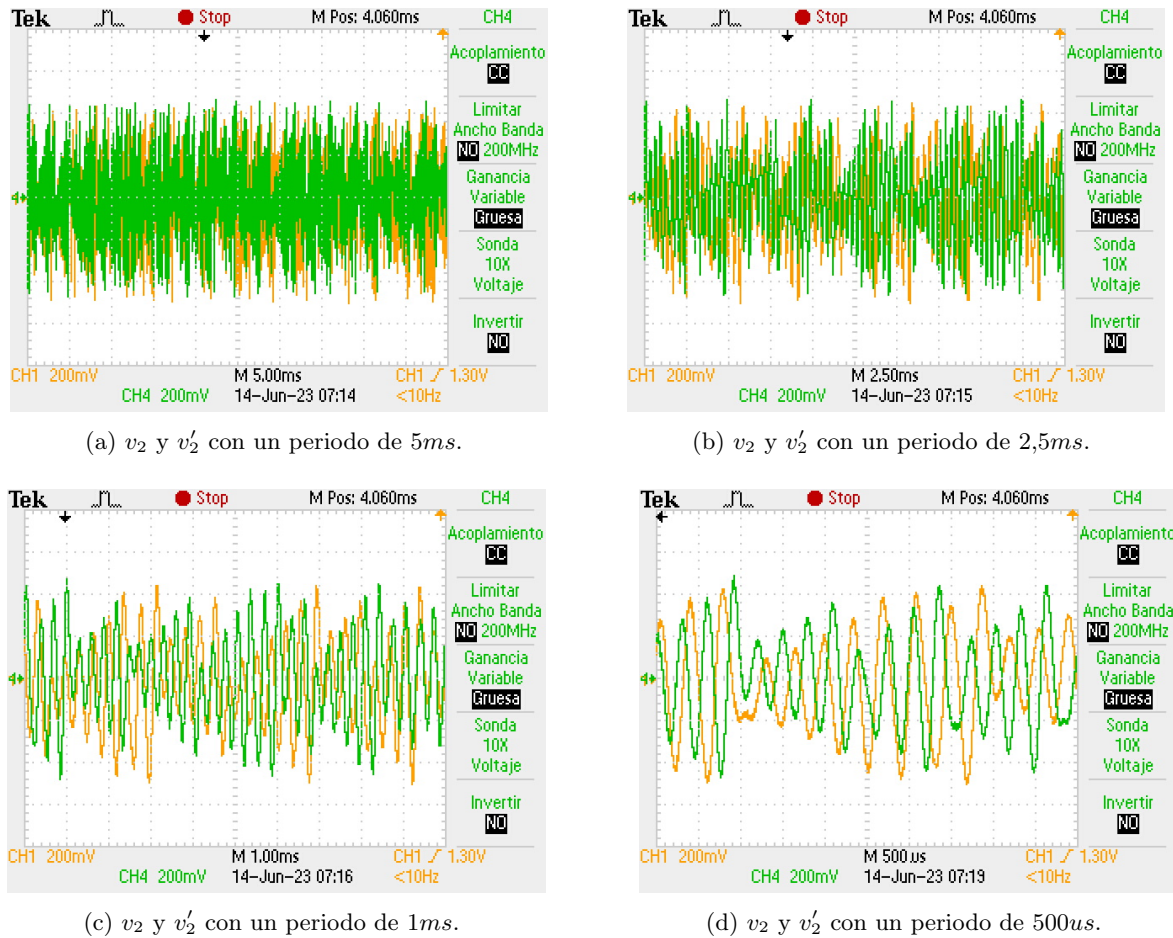 Tek Stop M Pos: 4.060ms CH4
Acoplamiento
CC
Limitar
Ancho Banda
NO 200MHz
Ganancia
Variable
Gruesa
4
Sonda
10X
Voltaje
Invertir
NO
CH1 200mV M 5.00ms CH1 1.30V
CH4 200mV 14-Jun-23 07:14 <10Hz
(a) v₂ y v′₂ con un periodo de 5ms.
Tek Stop M Pos: 4.060ms CH4
Acoplamiento
CC
Limitar
Ancho Banda
NO 200MHz
Ganancia
Variable
Gruesa
4
Sonda
10X
Voltaje
Invertir
NO
CH1 200mV M 2.50ms CH1 1.30V
CH4 200mV 14-Jun-23 07:15 <10Hz
(b) v₂ y v′₂ con un periodo de 2,5ms.
Tek Stop M Pos: 4.060ms CH4
Acoplamiento
CC
Limitar
Ancho Banda
NO 200MHz
Ganancia
Variable
Gruesa
4
Sonda
10X
Voltaje
Invertir
NO
CH1 200mV M 1.00ms CH1 1.30V
CH4 200mV 14-Jun-23 07:16 <10Hz
(c) v₂ y v′₂ con un periodo de 1ms.
Tek Stop M Pos: 4.060ms CH4
Acoplamiento
CC
Limitar
Ancho Banda
NO 200MHz
Ganancia
Variable
Gruesa
4
Sonda
10X
Voltaje
Invertir
NO
CH1 200mV M 500us CH1 1.30V
CH4 200mV 14-Jun-23 07:19 <10Hz
(d) v₂ y v′₂ con un periodo de 500us.